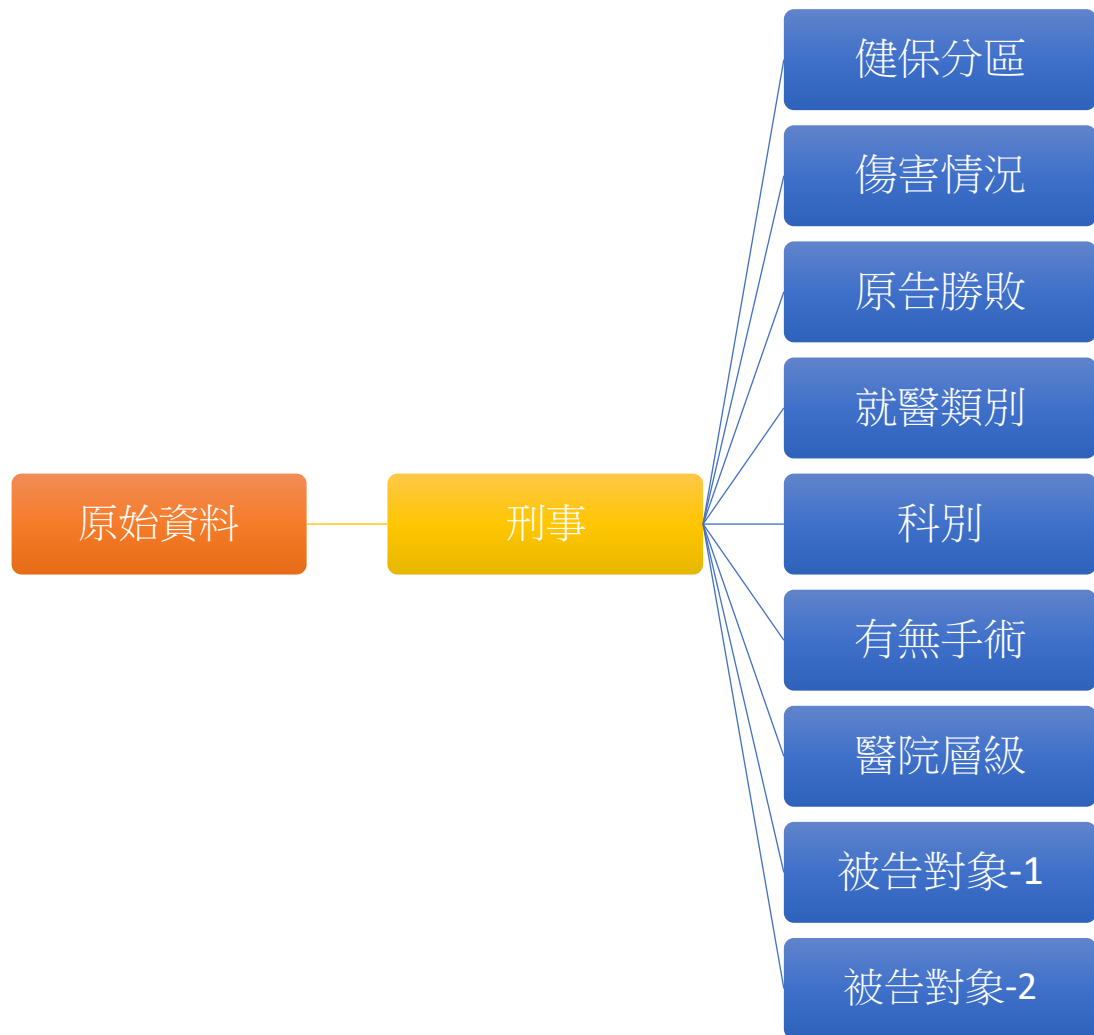 原始資料
刑事
健保分區
傷害情況
原告勝敗
就醫類別
科別
有無手術
醫院層級
被告對象-1
被告對象-2